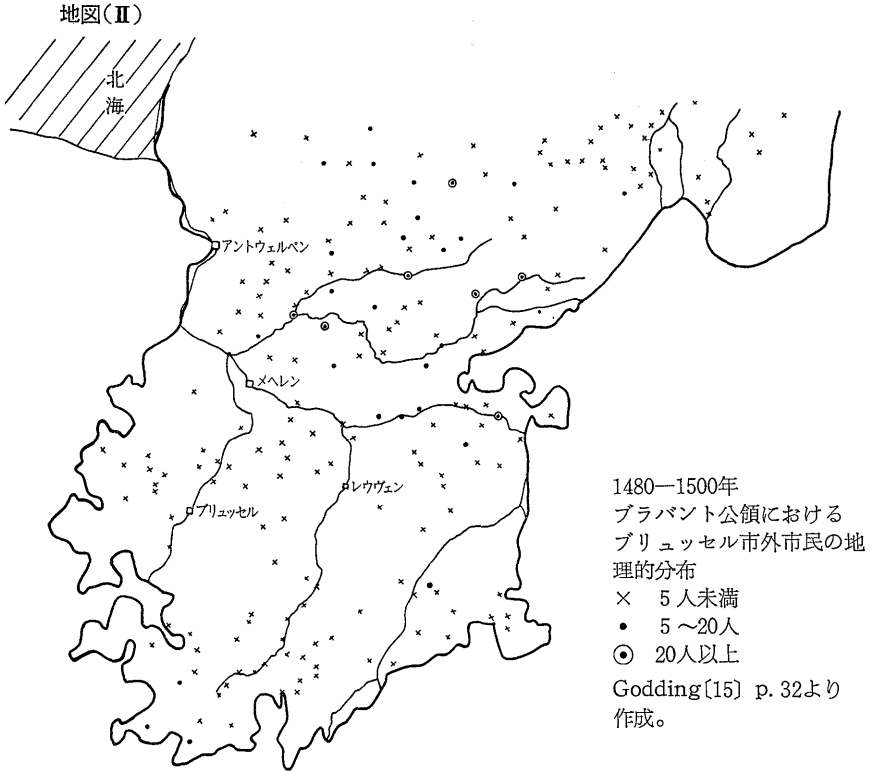 地図(Ⅱ)
北
海
アントウェルペン
メヘレン
レウヴェン
ブリュッセル
1480―1500年
ブラバント公領における
ブリュッセル市外市民の地
理的分布
× 5人未満
• 5~20人
◉ 20人以上
Godding〔15〕p. 32より
作成。